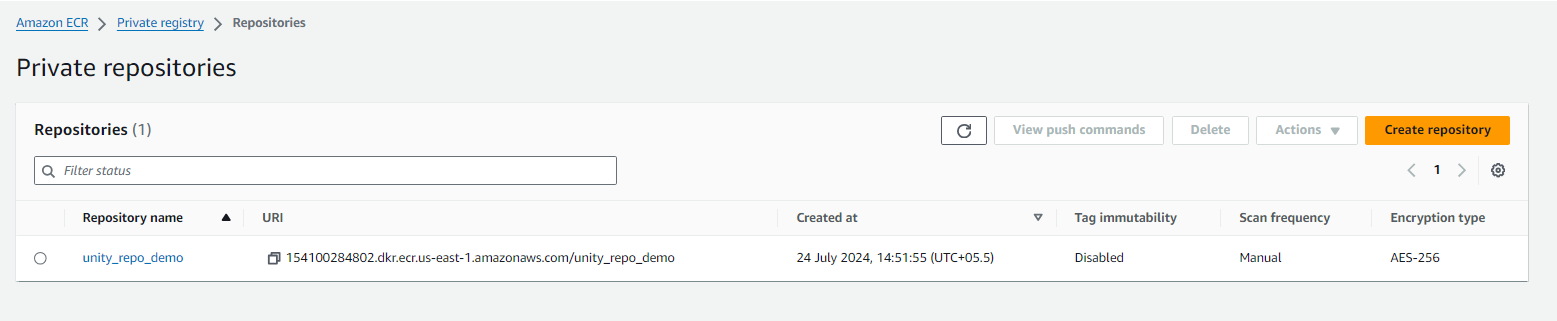 Amazon ECR > Private registry > Repositories
Private repositories
Repositories (1)
View push commands
Delete
Actions
Create repository
Filter status
1
Repository name URI Created at Tag immutability Scan frequency Encryption type
unity_repo_demo 154100284802.dkr.ecr.us-east-1.amazonaws.com/unity_repo_demo 24 July 2024, 14:51:55 (UTC+05.5) Disabled Manual AES-256